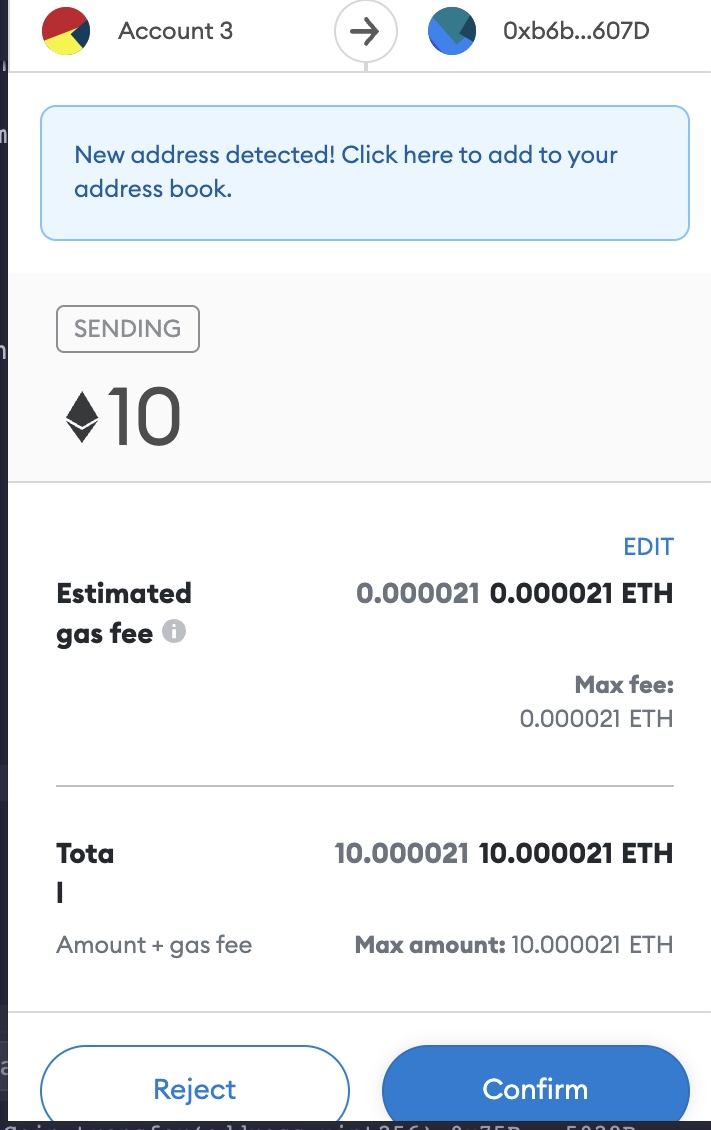 Account 3 0xb6b...607D
New address detected! Click here to add to your
address book.
SENDING
10
EDIT
Estimated 0.000021 0.000021 ETH
gas fee
Max fee:
0.000021 ETH
Tota 10.000021 10.000021 ETH
l
Amount + gas fee Max amount: 10.000021 ETH
Reject Confirm